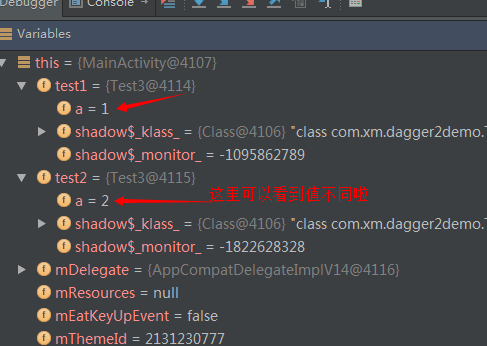 Debugger Console
Variables
this = {MainActivity@4107}
f test1 = {Test3@4114}
f a = 1
f shadow$_klass_ = {Class@4106} "class com.xm.dagger2demo.
f shadow$_monitor_ = -1095862789
f test2 = {Test3@4115}
f a = 2 这里可以看到值不同啦
f shadow$_klass_ = {Class@4106} "class com.xm.dagger2demo.
f shadow$_monitor_ = -1822628328
f mDelegate = {AppCompatDelegateImplV14@4116}
f mResources = null
f mEatKeyUpEvent = false
f mThemeId = 2131230777